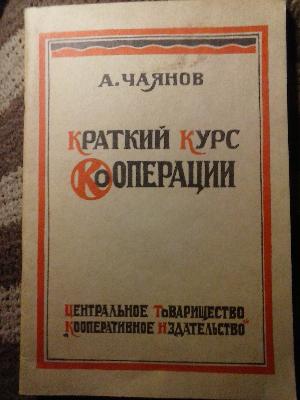 А. ЧАЯНОВ
КРАТКИЙ КУРС
КООПЕРАЦИИ
ЦЕНТРАЛЬНОЕ ТОВАРИЩЕСТВО
„КООПЕРАТИВНОЕ ИЗДАТЕЛЬСТВО"